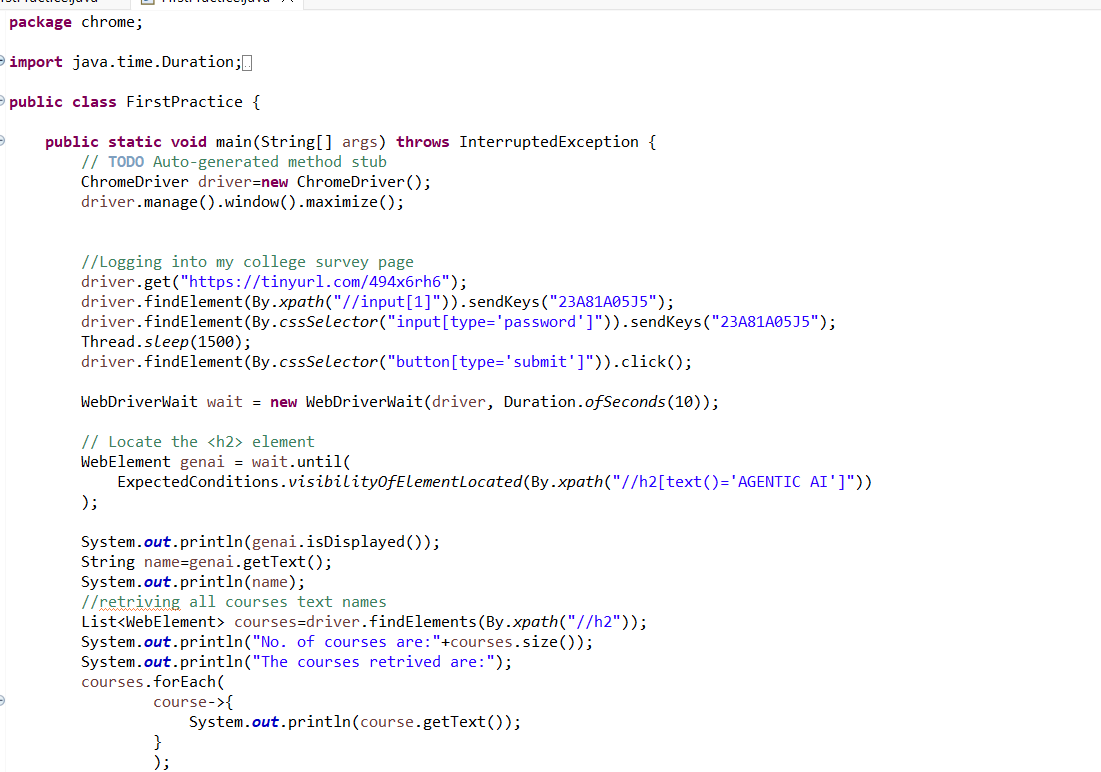 package chrome;
import java.time.Duration;
public class FirstPractice {
public static void main(String[] args) throws InterruptedException {
// TODO Auto-generated method stub
ChromeDriver driver=new ChromeDriver();
driver.manage().window().maximize();
//Logging into my college survey page
driver.get("https://tinyurl.com/494x6rh6");
driver.findElement(By.xpath("//input[1]")).sendKeys("23A81A05J5");
driver.findElement(By.cssSelector("input[type='password']")).sendKeys("23A81A05J5");
Thread.sleep(1500);
driver.findElement(By.cssSelector("button[type='submit']")).click();
WebDriverWait wait = new WebDriverWait(driver, Duration.ofSeconds(10));
// Locate the <h2> element
WebElement genai = wait.until(
ExpectedConditions.visibilityOfElementLocated(By.xpath("//h2[text()='AGENTIC AI']"))
);
System.out.println(genai.isDisplayed());
String name=genai.getText();
System.out.println(name);
//retriving all courses text names
List<WebElement> courses=driver.findElements(By.xpath("//h2"));
System.out.println("No. of courses are:"+courses.size());
System.out.println("The courses retrived are:");
courses.forEach(
course->{
System.out.println(course.getText());
}
);